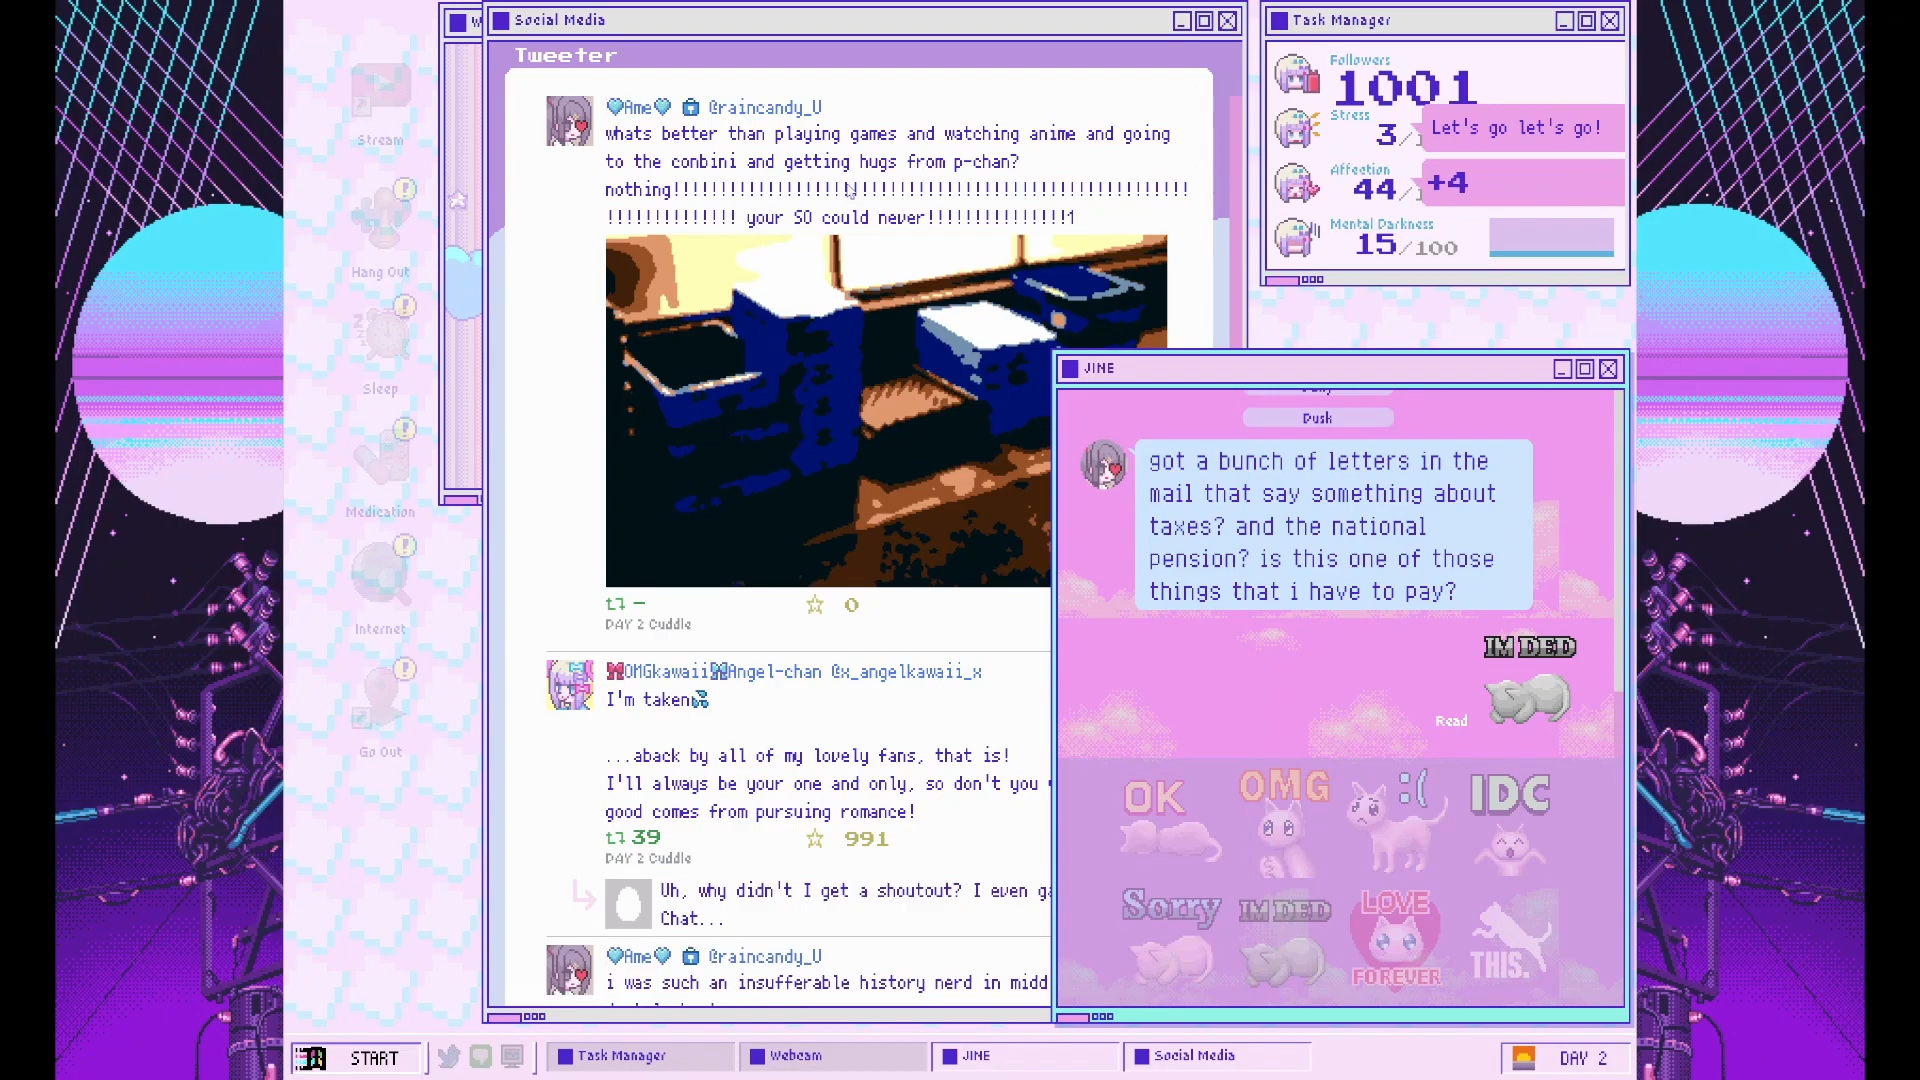 W
Social Media
Task Manager
Tweeter
Ame @raincandy_U
whats better than playing games and watching anime and going
to the conbini and getting hugs from p-chan?
nothing!!!!!!!!!!!!!!!!!!!!!!!!!!!!!!!!!!!!!!!!!!!!!!!!!!!!!!!
!!!!!!!!!!!!!! your SO could never!!!!!!!!!!!!!!!1
DAY 2 Cuddle
0
OMGkawaii Angel-chan @x_angelkawaii_x
I'm taken
...aback by all of my lovely fans, that is!
I'll always be your one and only, so don't you
good comes from pursuing romance!
39
991
DAY 2 Cuddle
Uh, why didn't I get a shoutout? I even ga
Chat...
Ame @raincandy_U
i was such an insufferable history nerd in midd
Followers
1001
Stress
3/1
Let's go let's go!
Affection
44/1
+4
Mental Darkness
15/100
JINE
Dusk
got a bunch of letters in the
mail that say something about
taxes? and the national
pension? is this one of those
things that i have to pay?
IM DED
Read
OK
OMG
:(
IDC
Sorry
IM DED
LOVE
FOREVER
THIS.
Stream
Hang Out
Sleep
Medication
Internet
Go Out
START
Task Manager
Webcam
JINE
Social Media
DAY 2